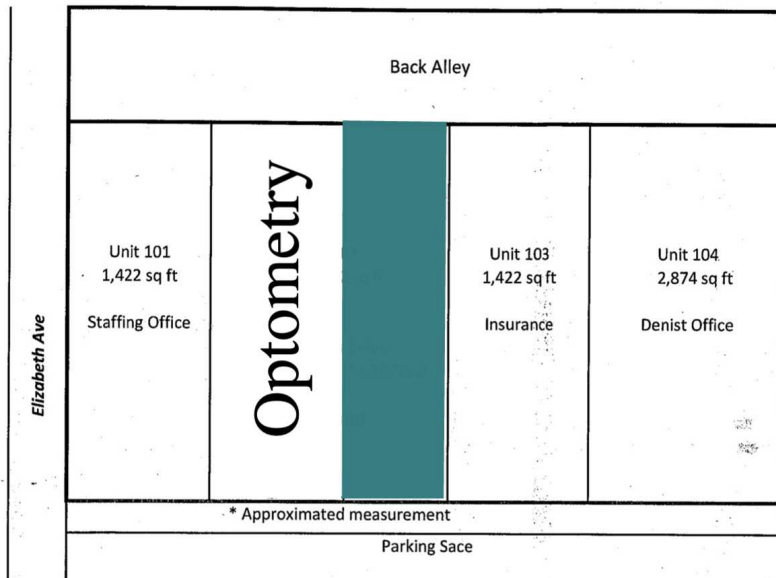 Back Alley
Unit 101
1,422 sq ft
Staffing Office
Optometry
Unit 103
1,422 sq ft
Insurance
Unit 104
2,874 sq ft
Denist Office
Elizabeth Ave
* Approximated measurement
Parking Sace